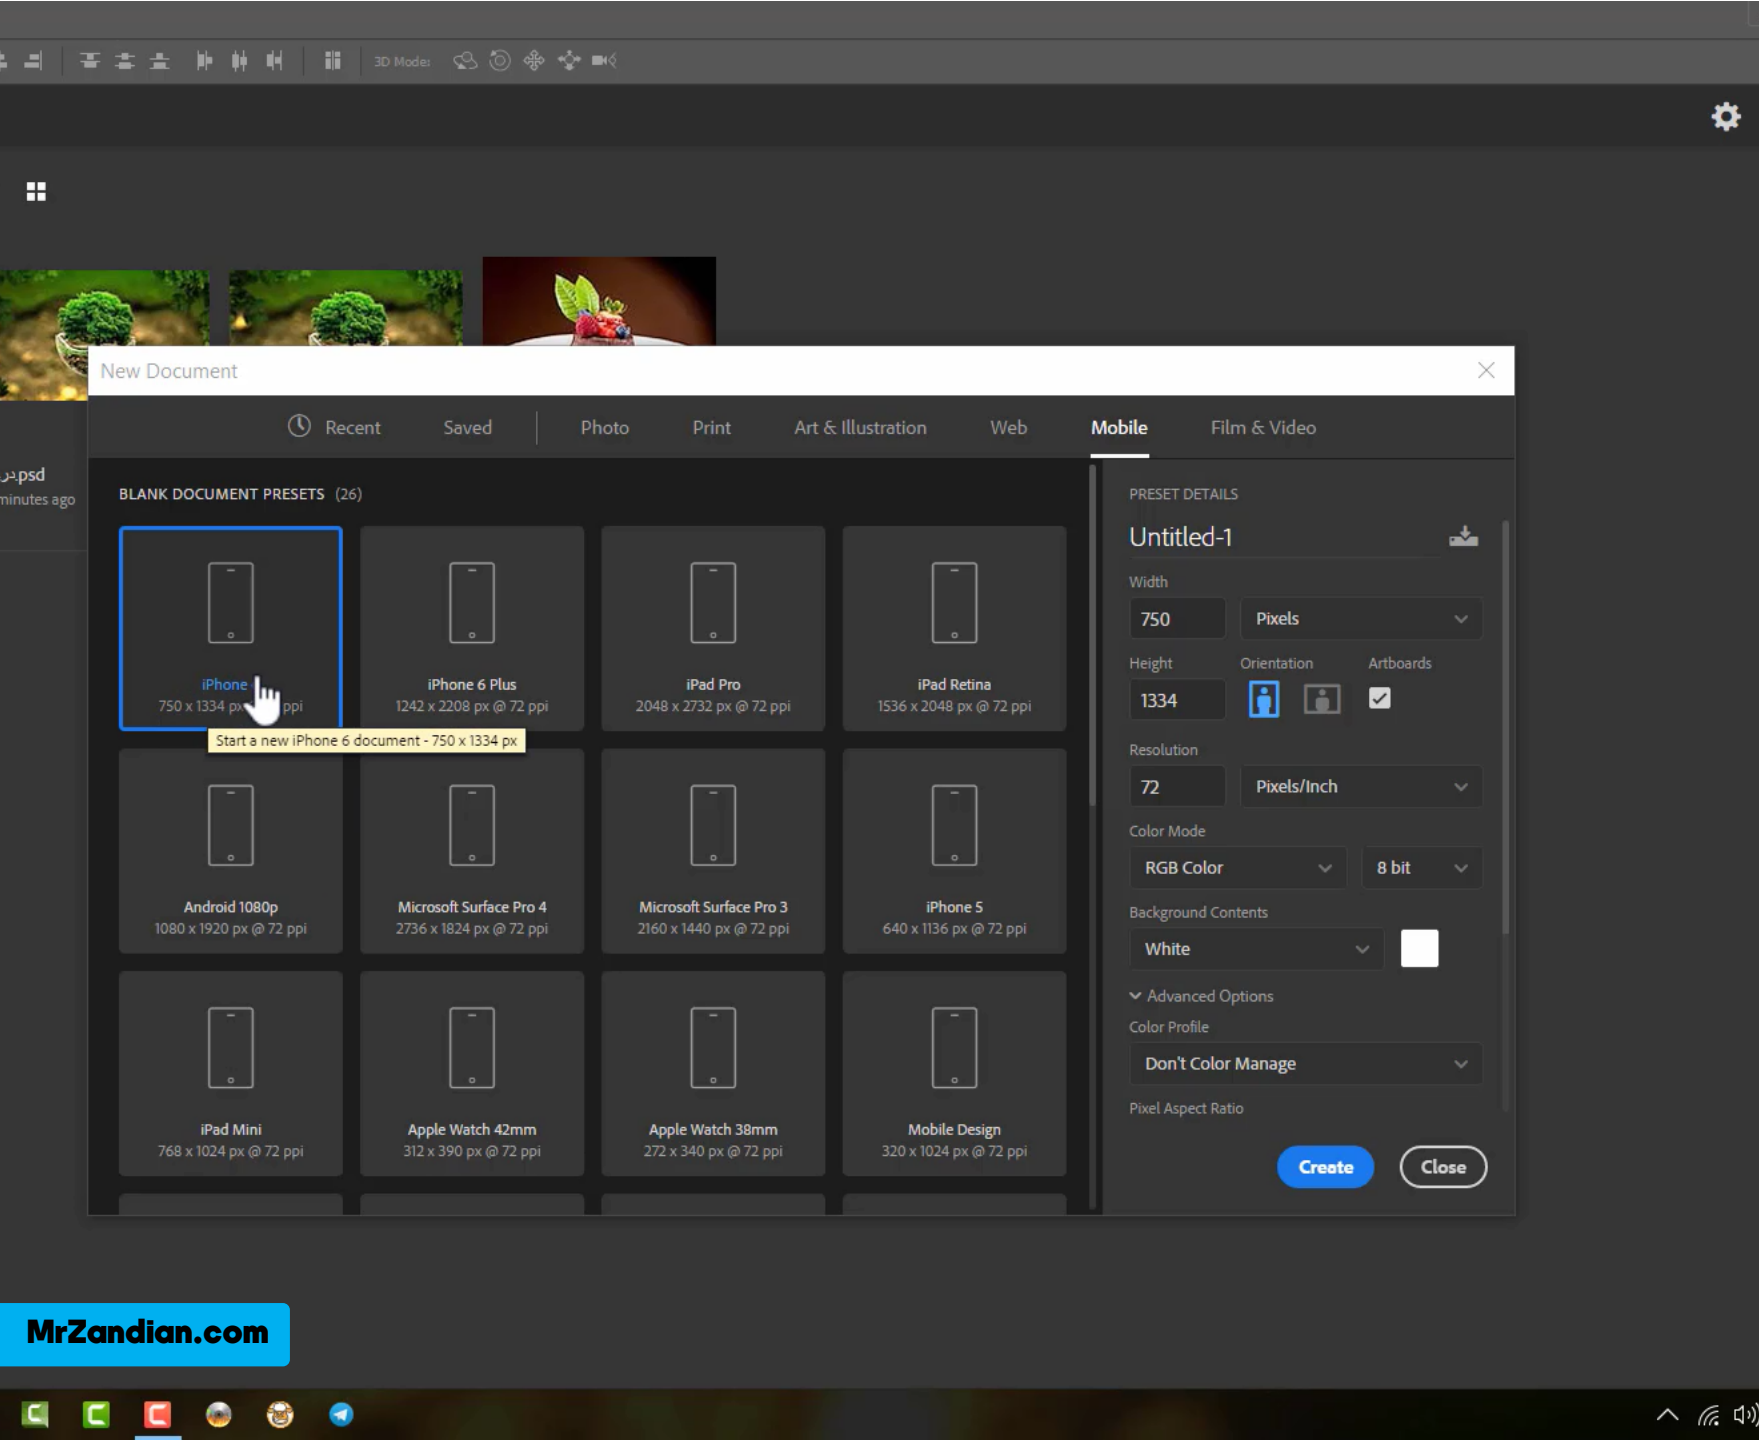 3D Mode:
New Document
Recent
Saved
Photo
Print
Art & Illustration
Web
Mobile
Film & Video
در.psd
minutes ago
BLANK DOCUMENT PRESETS (26)
iPhone
750 x 1334 px ppi
Start a new iPhone 6 document - 750 x 1334 px
iPhone 6 Plus
1242 x 2208 px @ 72 ppi
iPad Pro
2048 x 2732 px @ 72 ppi
iPad Retina
1536 x 2048 px @ 72 ppi
Android 1080p
1080 x 1920 px @ 72 ppi
Microsoft Surface Pro 4
2736 x 1824 px @ 72 ppi
Microsoft Surface Pro 3
2160 x 1440 px @ 72 ppi
iPhone 5
640 x 1136 px @ 72 ppi
iPad Mini
768 x 1024 px @ 72 ppi
Apple Watch 42mm
312 x 390 px @ 72 ppi
Apple Watch 38mm
272 x 340 px @ 72 ppi
Mobile Design
320 x 1024 px @ 72 ppi
PRESET DETAILS
Untitled-1
Width
750 Pixels
Height Orientation Artboards
1334
Resolution
72 Pixels/Inch
Color Mode
RGB Color 8 bit
Background Contents
White
Advanced Options
Color Profile
Don't Color Manage
Pixel Aspect Ratio
Create
Close
MrZandian.com